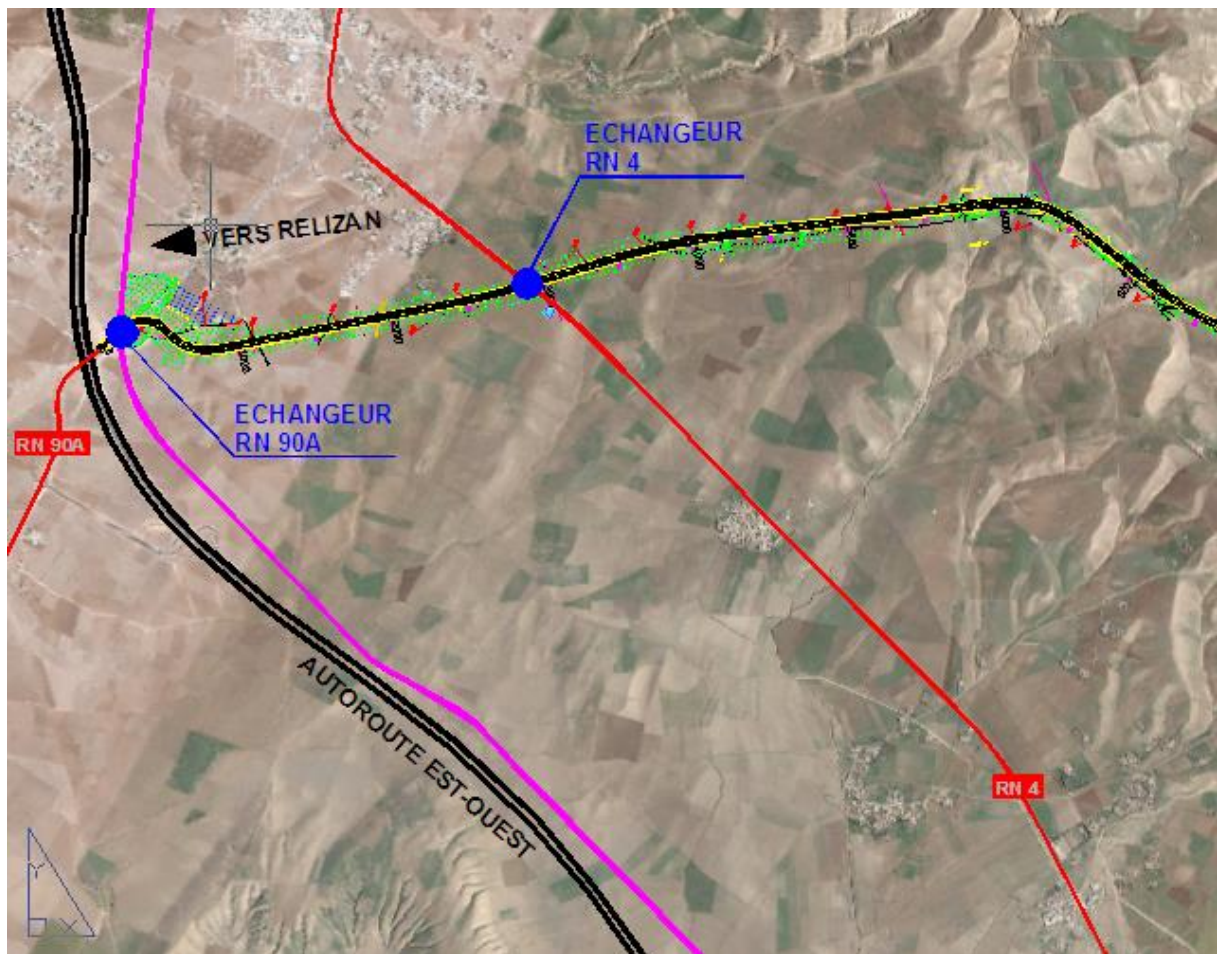 ECHANGEUR
RN 4
VERS RELIZAN
ECHANGEUR
RN 90A
RN 90A
AUTOROUTE EST-OUEST
RN 4
Y
X